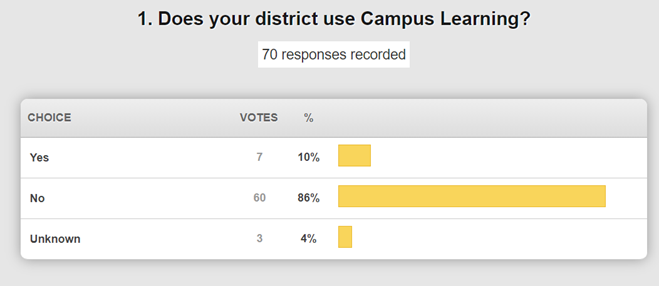 1. Does your district use Campus Learning?
70 responses recorded
CHOICE VOTES %
Yes 7 10%
No 60 86%
Unknown 3 4%